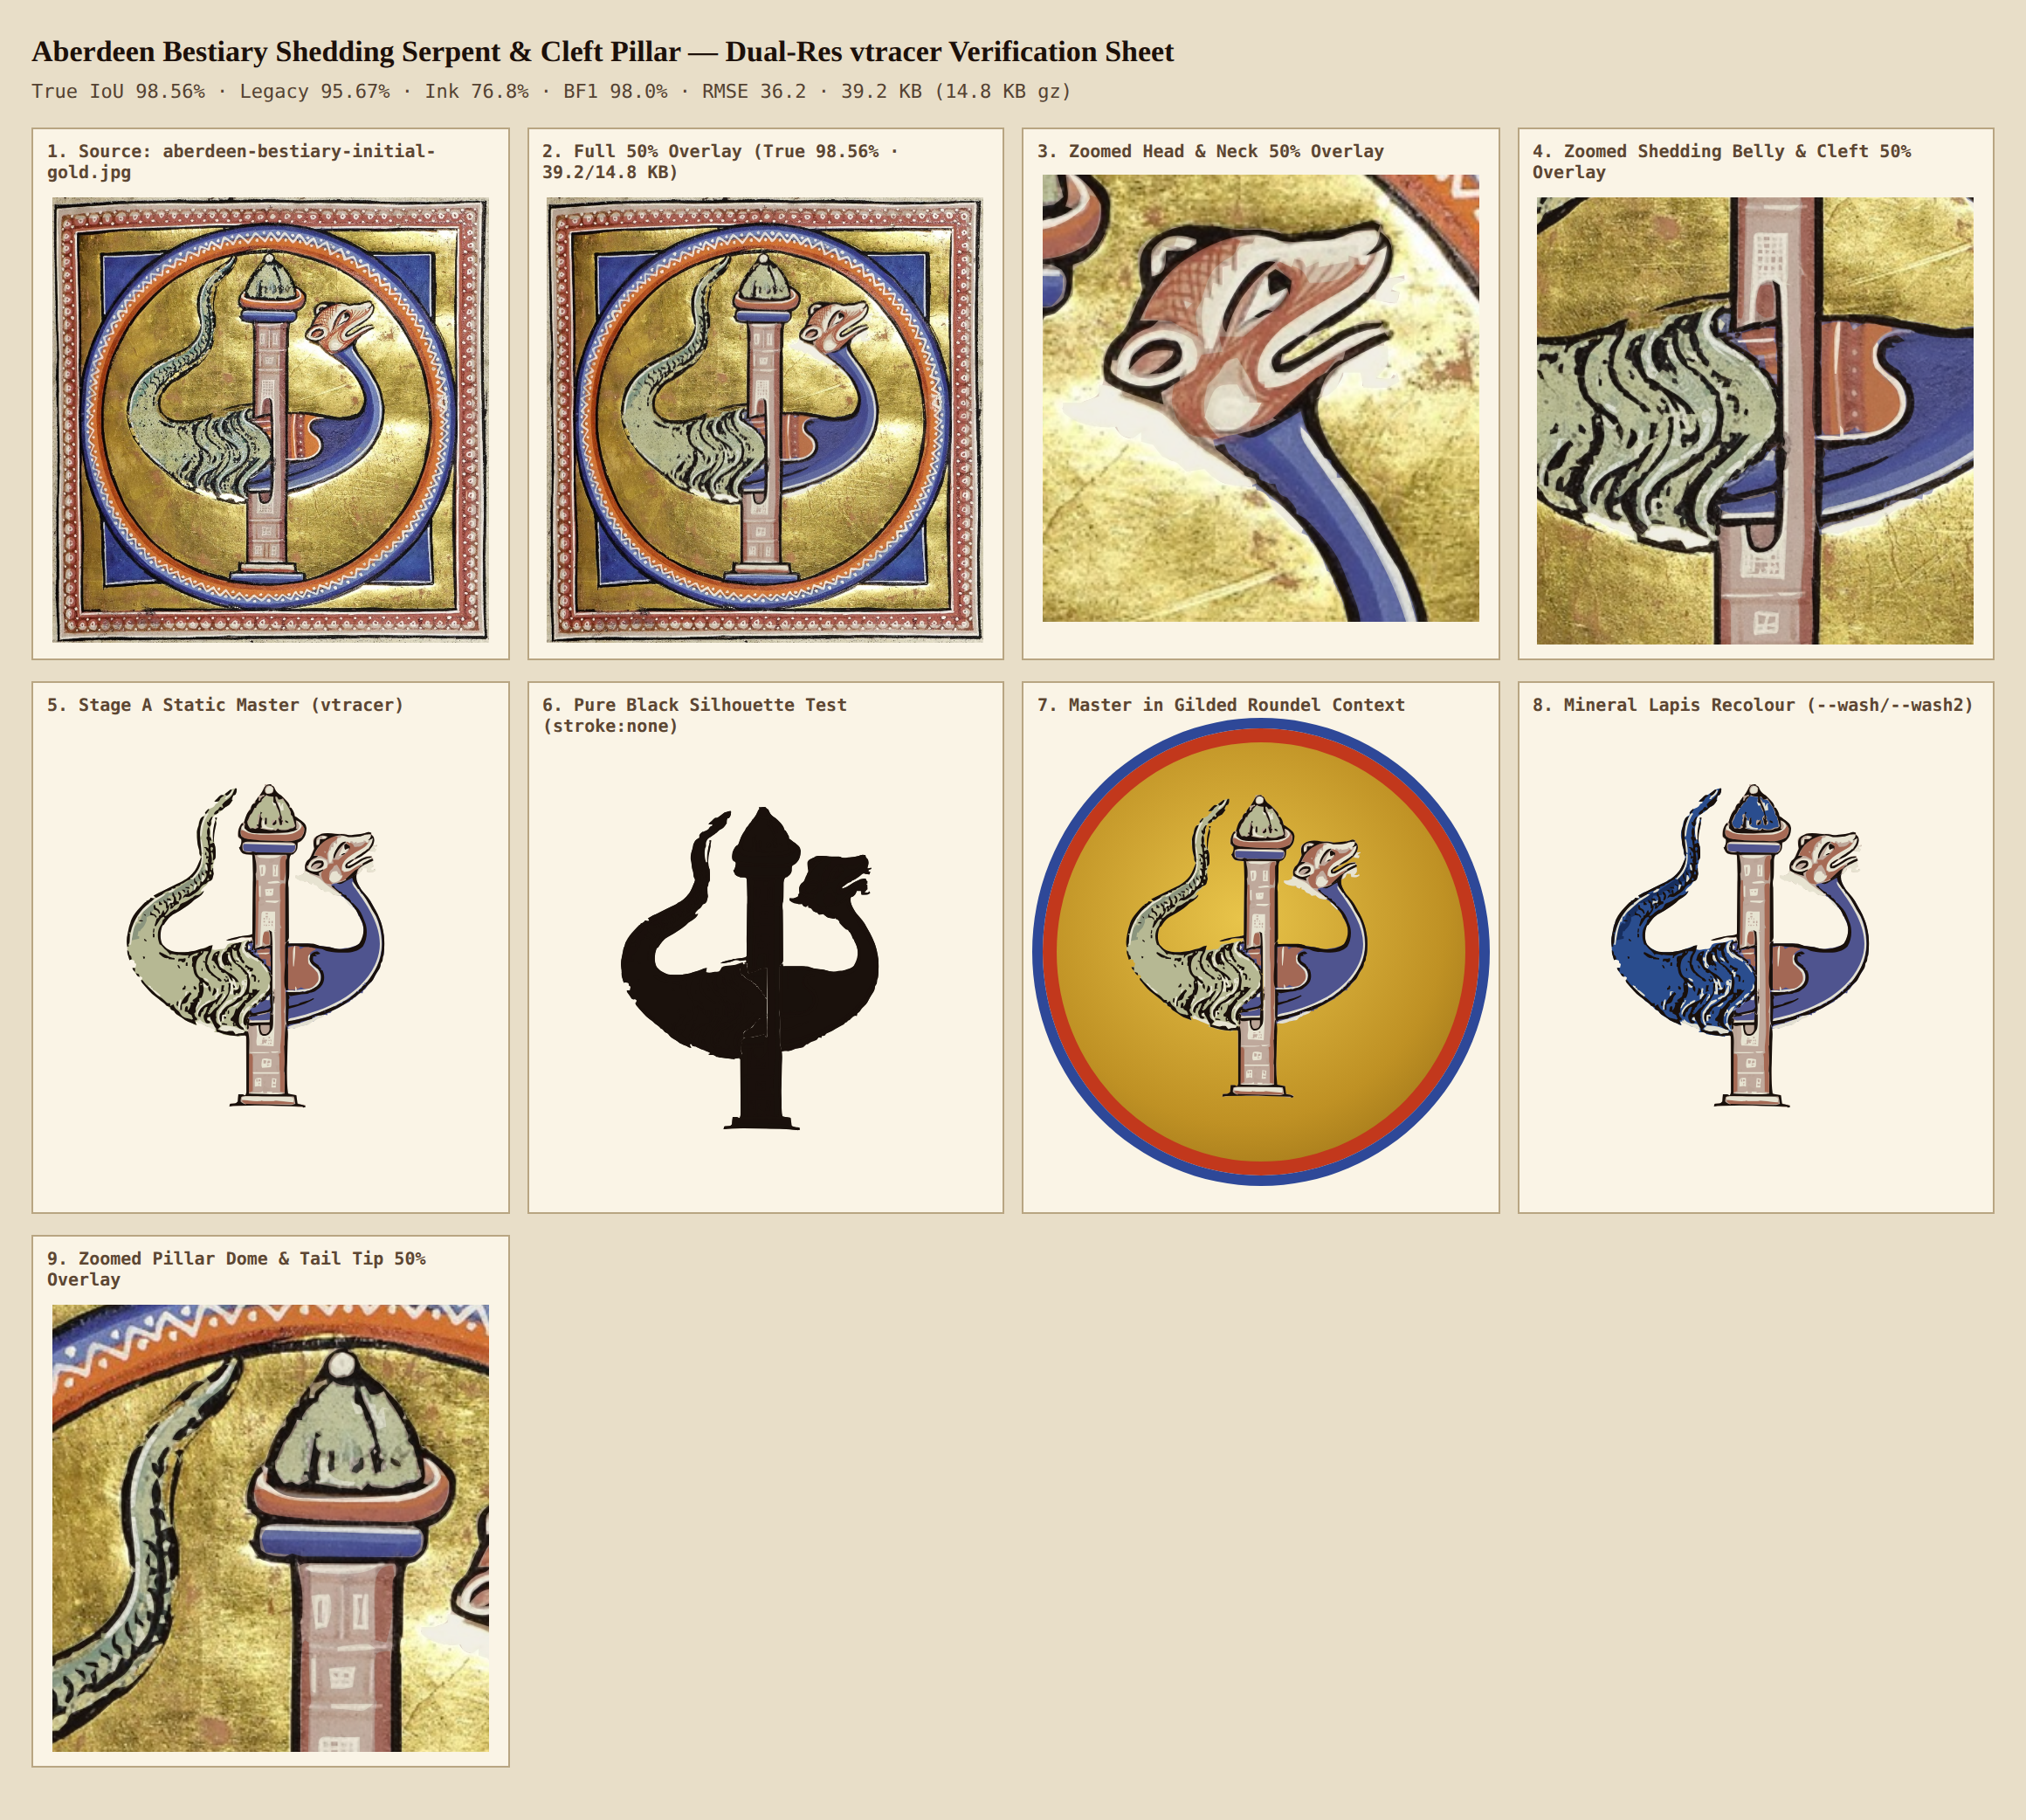 Aberdeen Bestiary Shedding Serpent & Cleft Pillar — Dual-Res vtracer Verification Sheet
True IoU 98.56% · Legacy 95.67% · Ink 76.8% · BF1 98.0% · RMSE 36.2 · 39.2 KB (14.8 KB gz)
1. Source: aberdeen-bestiary-initial-
gold.jpg
2. Full 50% Overlay (True 98.56% ·
39.2/14.8 KB)
3. Zoomed Head & Neck 50% Overlay
4. Zoomed Shedding Belly & Cleft 50%
Overlay
5. Stage A Static Master (vtracer)
6. Pure Black Silhouette Test
(stroke:none)
7. Master in Gilded Roundel Context
8. Mineral Lapis Recolour (--wash/--wash2)
9. Zoomed Pillar Dome & Tail Tip 50%
Overlay